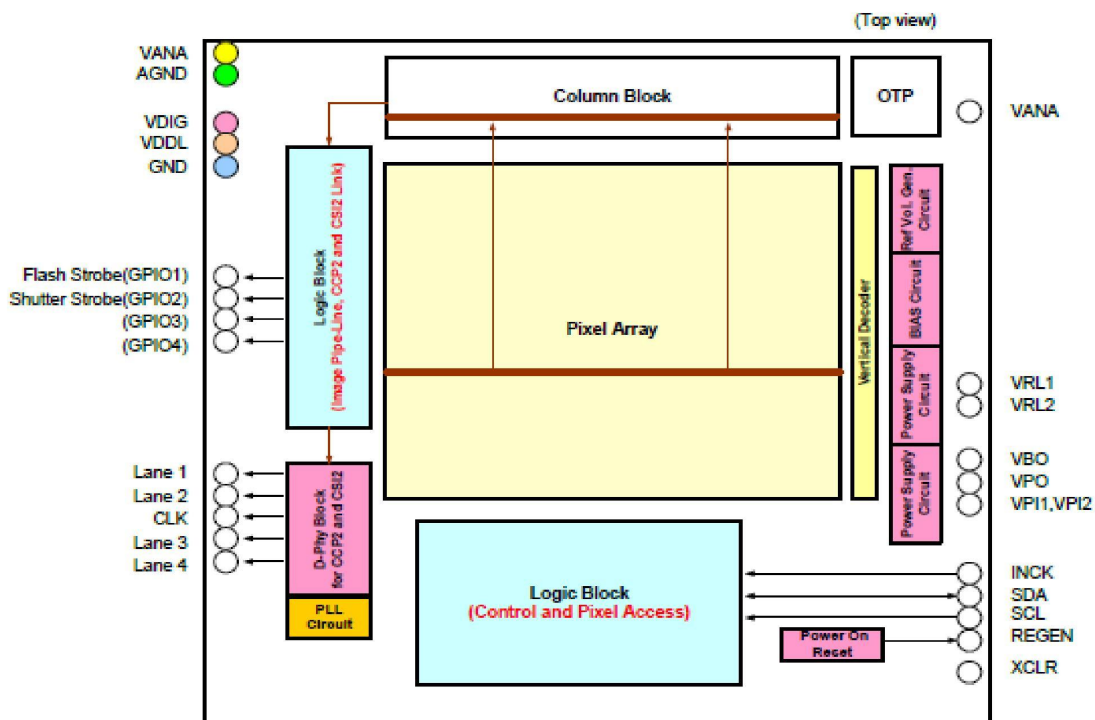 (Top view)
VANA
AGND
VDIG
VDDL
GND
Flash Strobe(GPIO1)
Shutter Strobe(GPIO2)
(GPIO3)
(GPIO4)
Lane 1
Lane 2
CLK
Lane 3
Lane 4
Logic Block
(Image Pipe-Line, CCP2 and CSI2 Link)
D-Phy Block
for CCP2 and CSI2
PLL
Circuit
Column Block
Pixel Array
Logic Block
(Control and Pixel Access)
OTP
Vertical Decoder
Ref Vol. Gen.
Circuit
BIAS Circuit
Power Supply
Circuit
Power Supply
Circuit
Power On
Reset
VANA
VRL1
VRL2
VBO
VPO
VPI1,VPI2
INCK
SDA
SCL
REGEN
XCLR